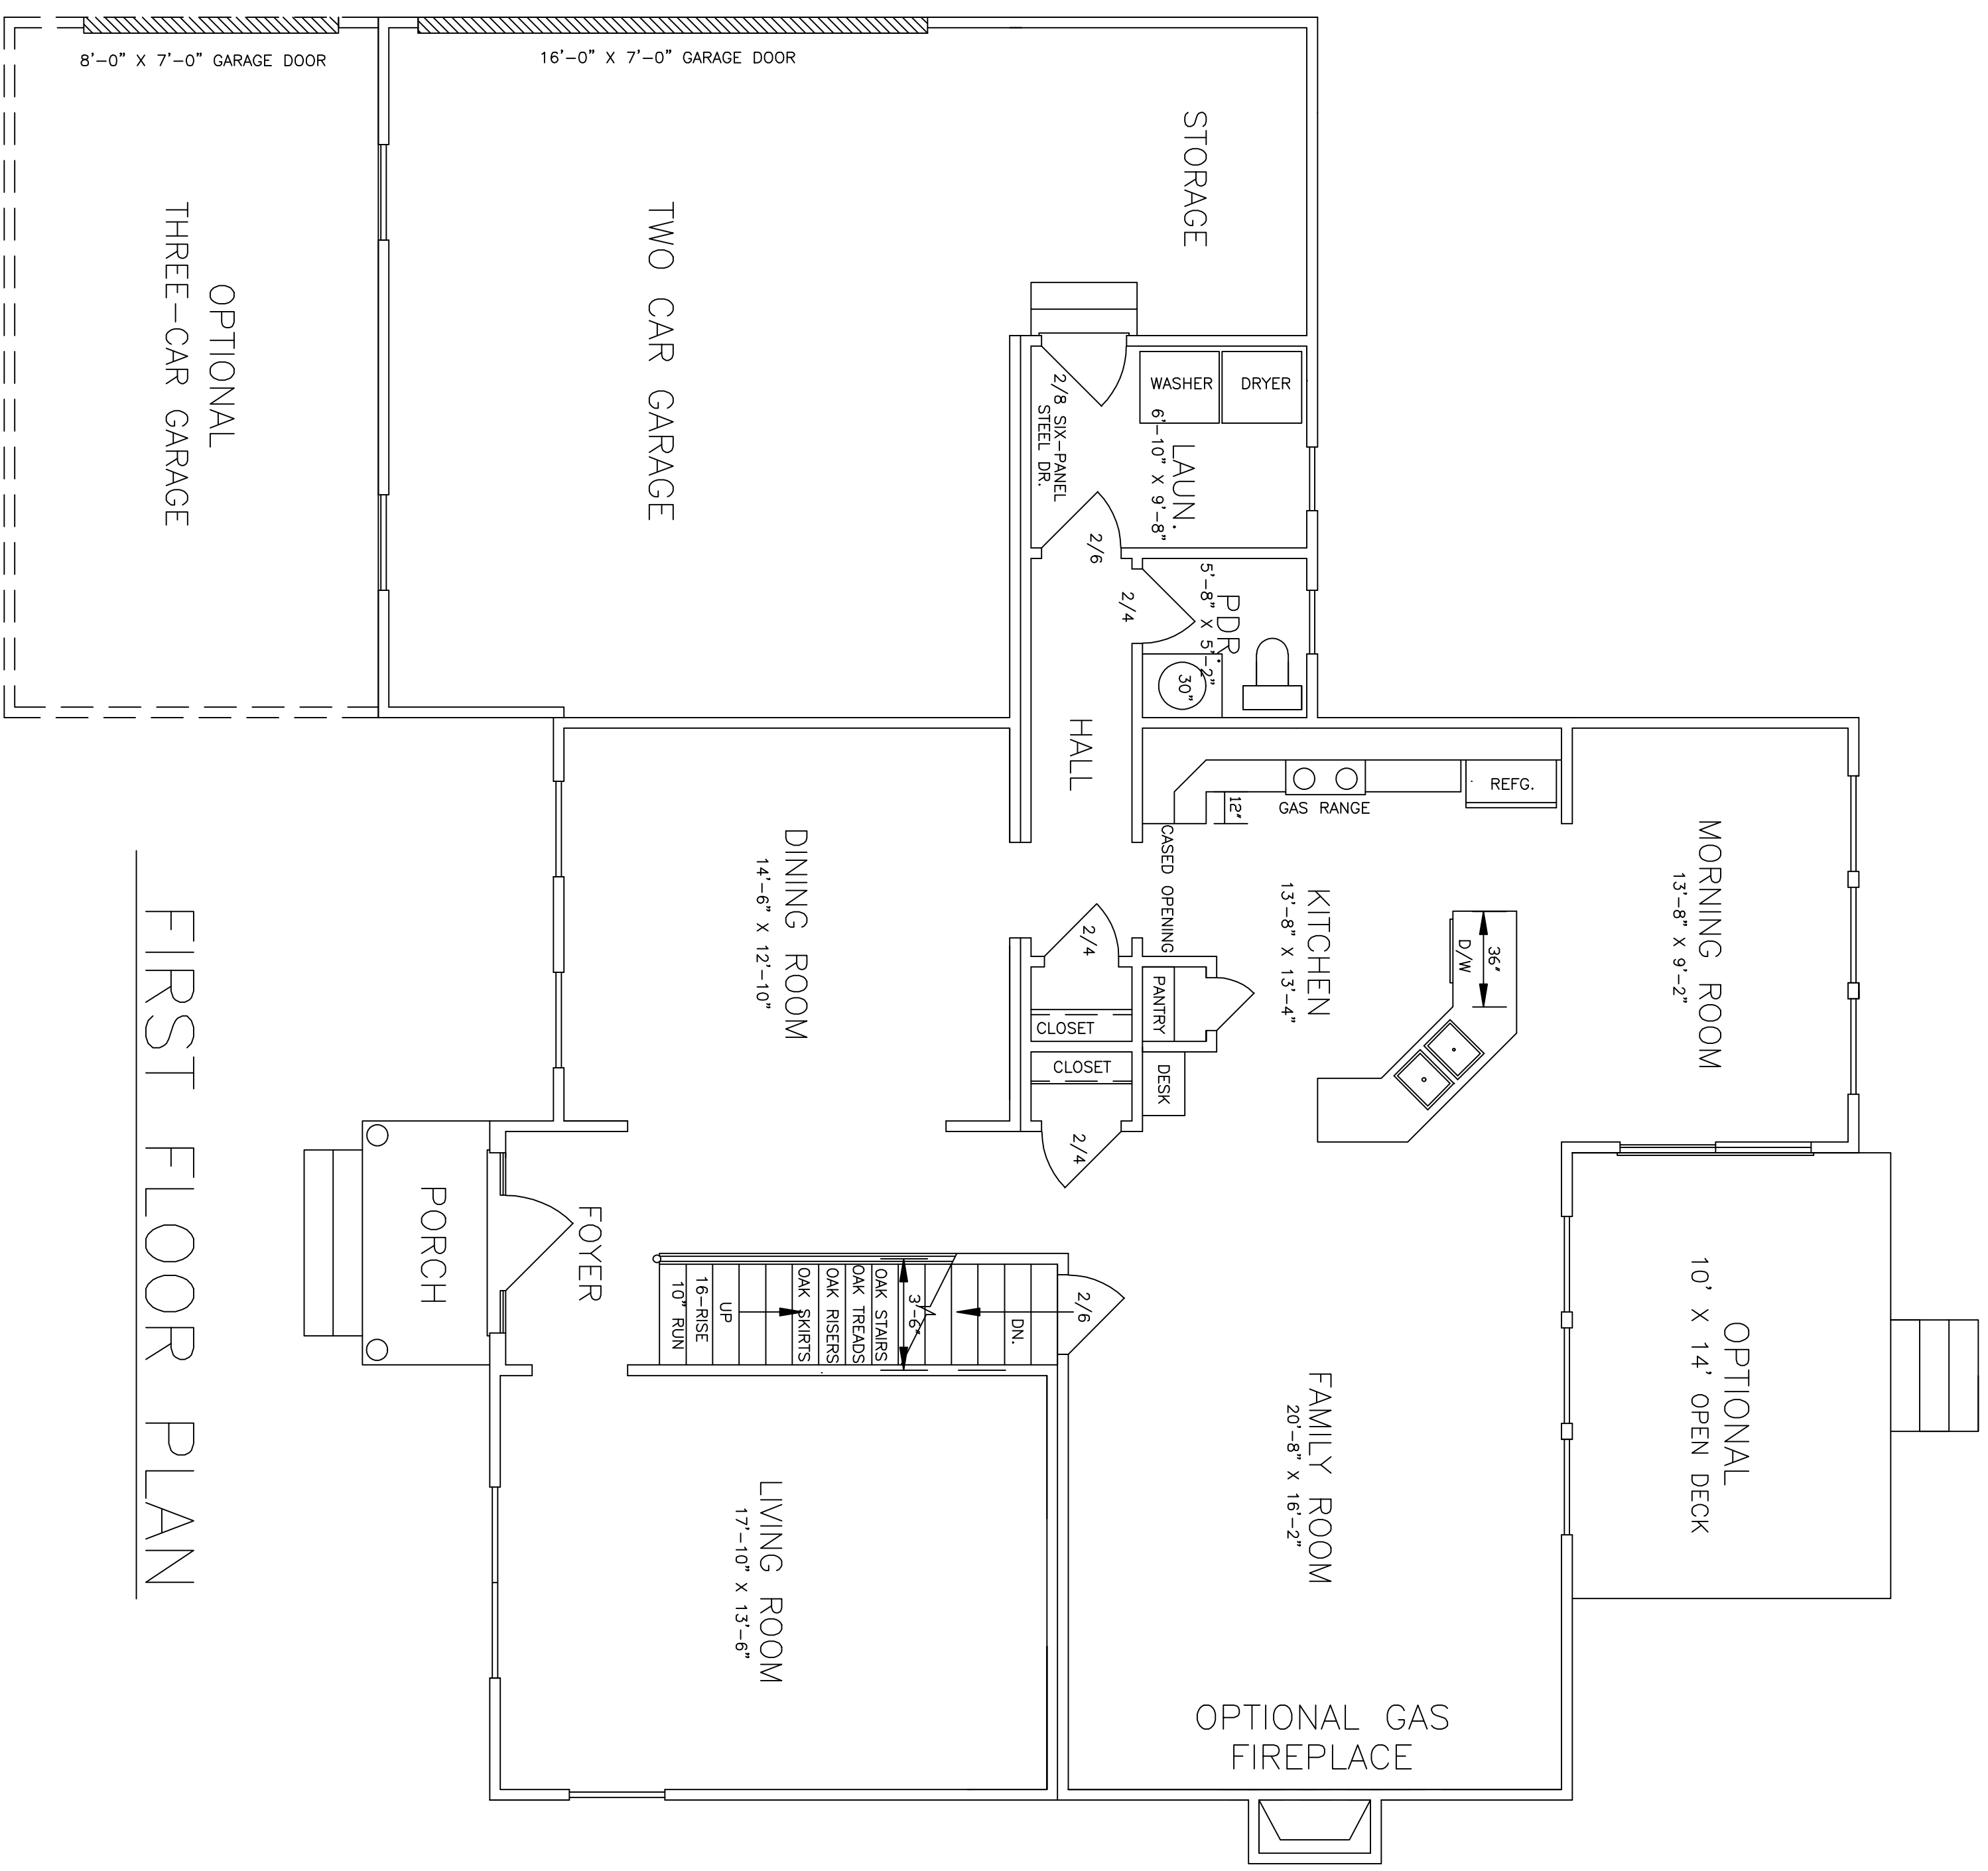 8'-0" X 7'-0" GARAGE DOOR
16'-0" X 7'-0" GARAGE DOOR
STORAGE
TWO CAR GARAGE
OPTIONAL
THREE-CAR GARAGE
WASHER
DRYER
LAUN.
6'-10" X 9'-8"
2/8 SIX-PANEL
STEEL DR.
2/6
2/4
PDR.
5'-8" X 5'-2"
30"
HALL
REFG.
GAS RANGE
12"
CASED OPENING
KITCHEN
13'-8" X 13'-4"
MORNING ROOM
13'-8" X 9'-2"
36"
D/W
DINING ROOM
14'-6" X 12'-10"
2/4
PANTRY
CLOSET
CLOSET
DESK
2/4
PORCH
FOYER
10" RUN
16-RISE
UP
OAK SKIRTS
OAK RISERS
OAK TREADS
OAK STAIRS
3'-6"
DN.
2/6
OPTIONAL
10' X 14' OPEN DECK
FAMILY ROOM
20'-8" X 16'-2"
LIVING ROOM
17'-10" X 13'-6"
OPTIONAL GAS
FIREPLACE
FIRST FLOOR PLAN